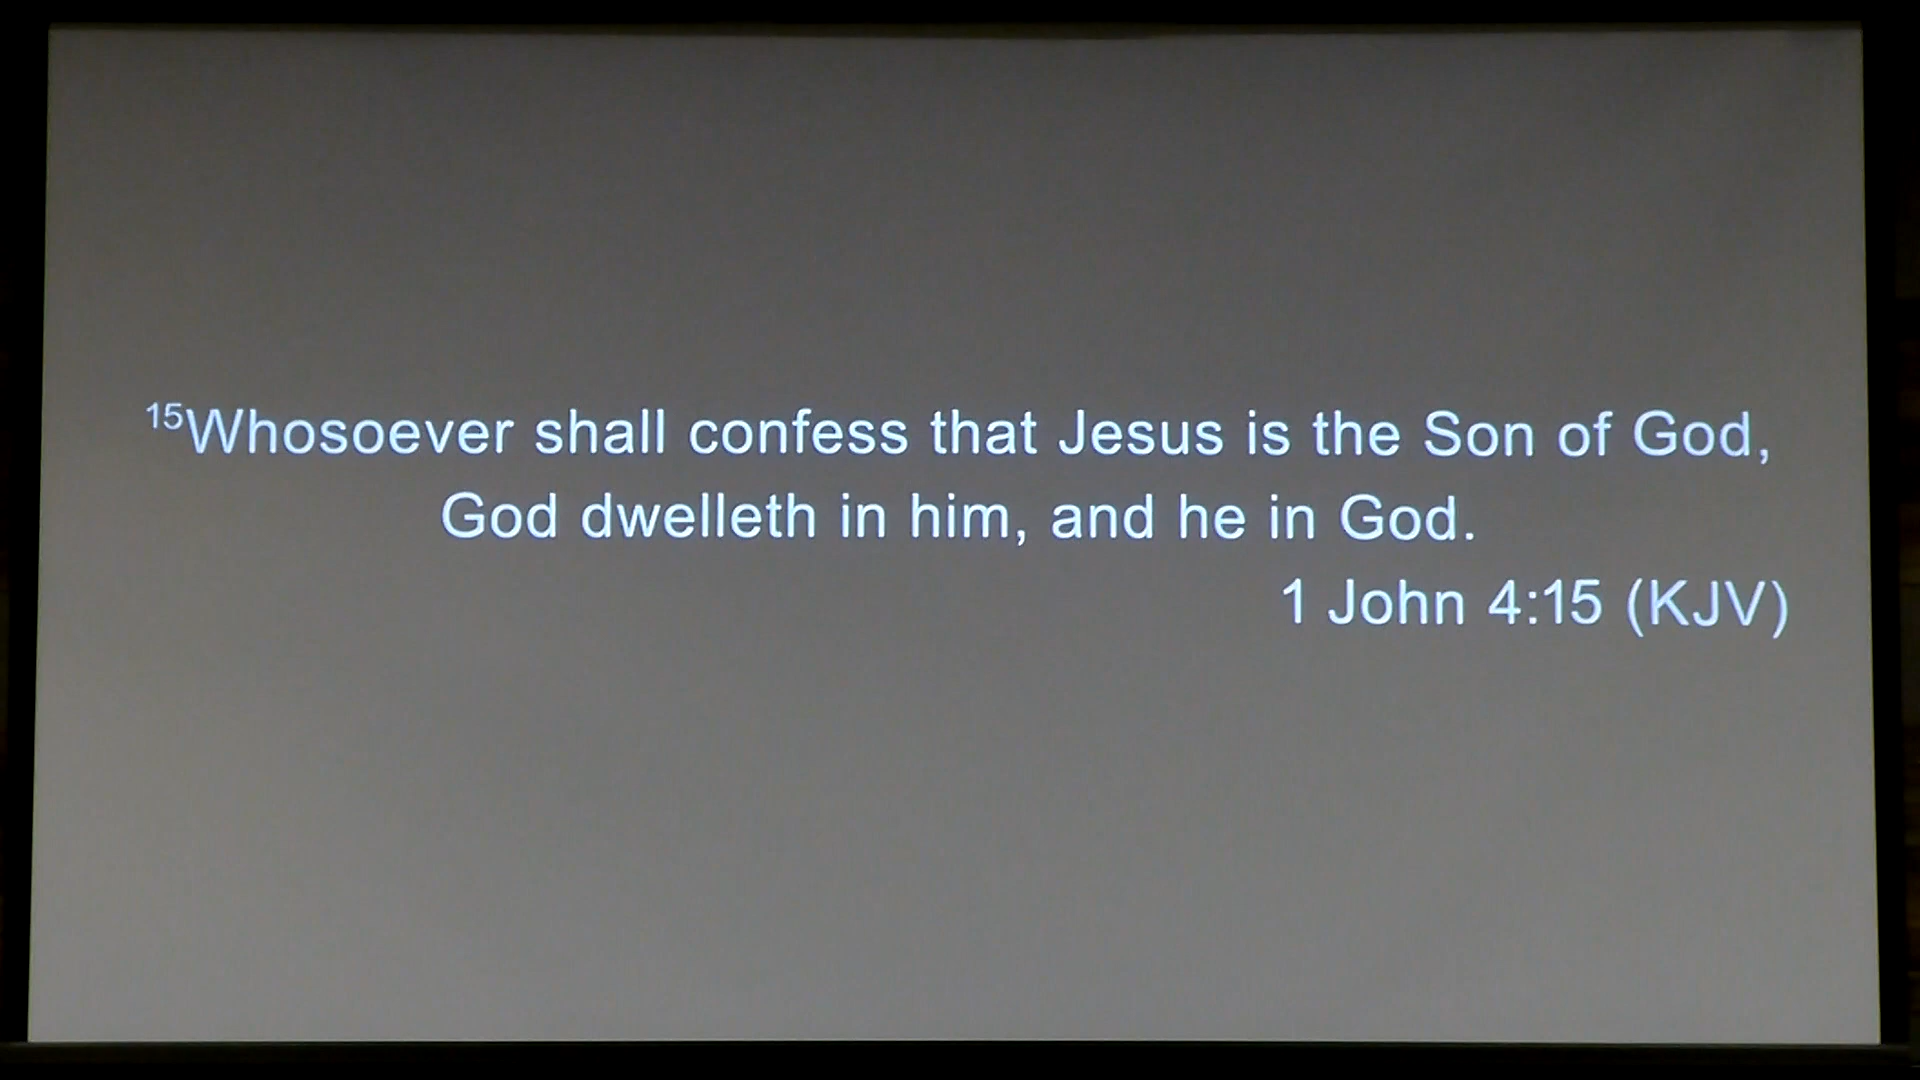 15Whosoever shall confess that Jesus is the Son of God,
God dwelleth in him, and he in God.
1 John 4:15 (KJV)